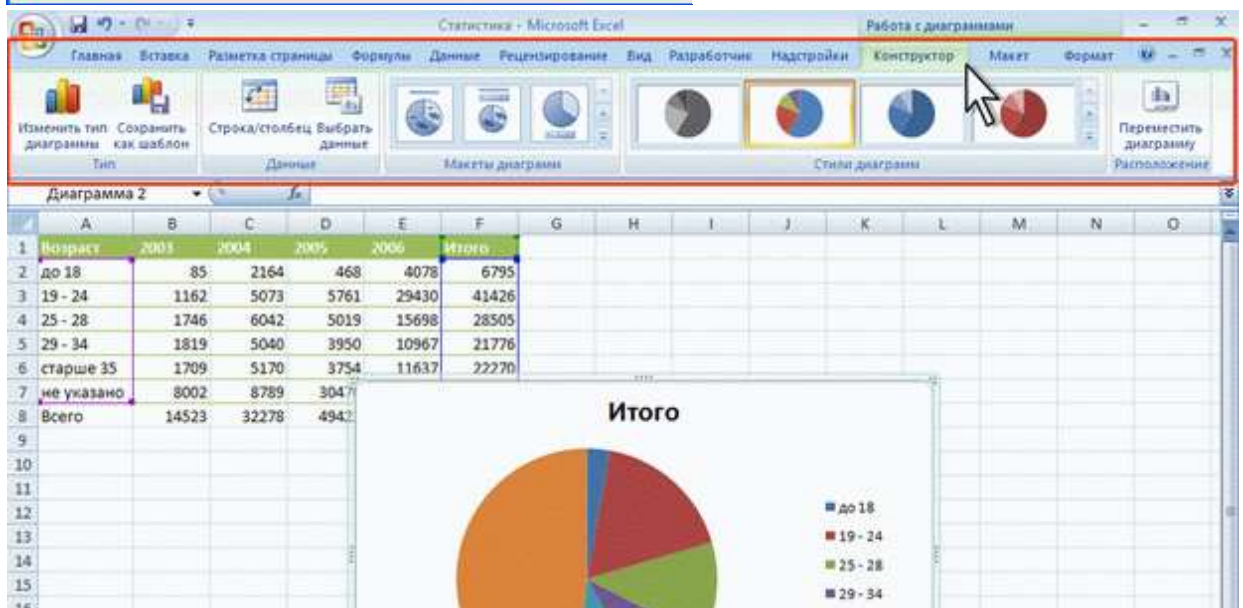 Статистика - Microsoft Excel Работа с диаграммами
Главная Вставка Разметка страницы Формулы Данные Рецензирование Вид Разработчик Надстройки Конструктор Макет Формат
Изменить тип диаграммы Сохранить как шаблон Строка/столбец Выбрать данные Переместить диаграмму
Тип Данные Макеты диаграмм Стили диаграмм Расположение
Диаграмма 2 fx
A B C D E F G H I J K L M N O
1 Возраст 2003 2004 2005 2006 Итого
2 до 18 85 2164 468 4078 6795
3 19 - 24 1162 5073 5761 29430 41426
4 25 - 28 1746 6042 5019 15698 28505
5 29 - 34 1819 5040 3950 10967 21776
6 старше 35 1709 5170 3754 11637 22270
7 не указано 8002 8789
8 Всего 14523 32278
9
10
11
12
13
14
15
16
Итого
до 18
19 - 24
25 - 28
29 - 34